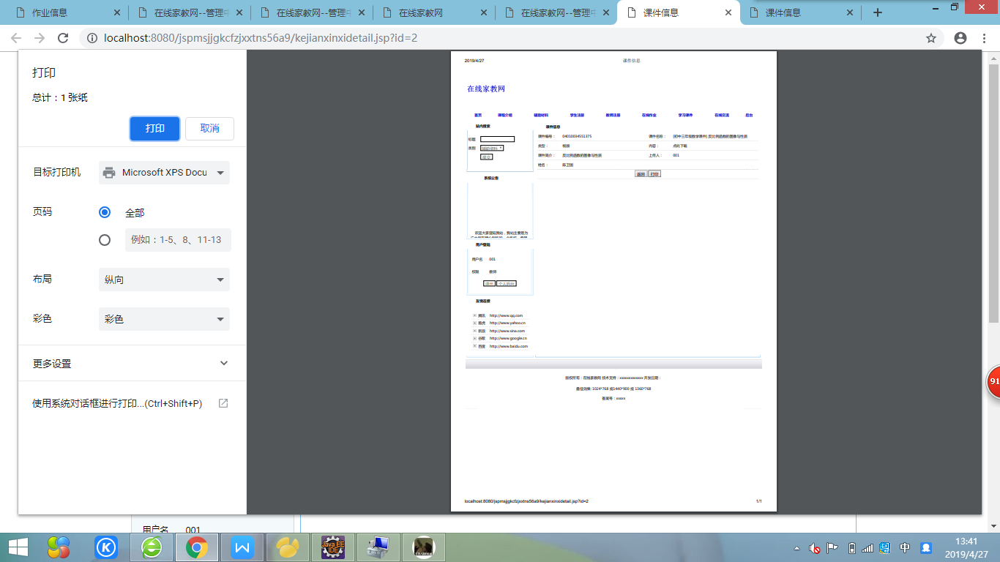 作业信息
在线家教网--管理中
在线家教网--管理中
在线家教网
在线家教网--管理中
课件信息
课件信息
localhost:8080/jspmsjjgkcfzjxxtns56a9/kejianxinxidetail.jsp?id=2
打印
总计：1 张纸
打印 取消
目标打印机 Microsoft XPS Docu
页码 全部
例如：1-5、8、11-13
布局 纵向
彩色 彩色
更多设置
使用系统对话框进行打印...(Ctrl+Shift+P)
2019/4/27 课件信息
在线家教网
首页 课程介绍 辅助材料 学生注册 教师注册 在线作业 学习课件 在线交流 后台
站内搜索
标题
类别 辅助资料
提交
系统公告
欢迎大家登陆我站，我站主要是为
用户登陆
用户名 001
权限 教师
退出 个人后台
友情连接
腾讯 http://www.qq.com
雅虎 http://www.yahoo.cn
新浪 http://www.sina.com
谷歌 http://www.google.cn
百度 http://www.baidu.com
课件信息
课件编号： 04010034551375 课件名称： [初中三年级数学课件] 反比例函数的图像与性质
类型： 视频 内容： 点此下载
课件简介： 反比例函数的图像与性质 上传人： 001
姓名： 陈卫国
返回 打印
版权所有：在线家教网 技术支持：xxxxxxxxxxxxx 开发日期：
最佳效果: 1024*768 或1440*900 或 1360*768
备案号：xxxxx
localhost:8080/jspmsjjgkcfzjxxtns56a9/kejianxinxidetail.jsp?id=2 1/1
用户名 001
91
Java EE
IDE
中
13:41
2019/4/27